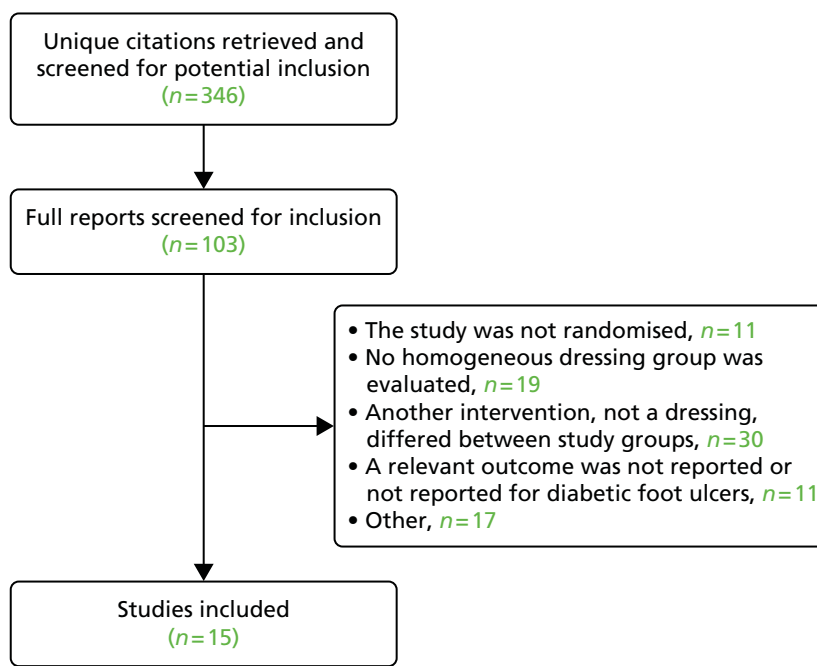 Unique citations retrieved and
screened for potential inclusion
(n=346)
Full reports screened for inclusion
(n=103)
• The study was not randomised, n=11
• No homogeneous dressing group was
evaluated, n=19
• Another intervention, not a dressing,
differed between study groups, n=30
• A relevant outcome was not reported or
not reported for diabetic foot ulcers, n=11
• Other, n=17
Studies included
(n=15)